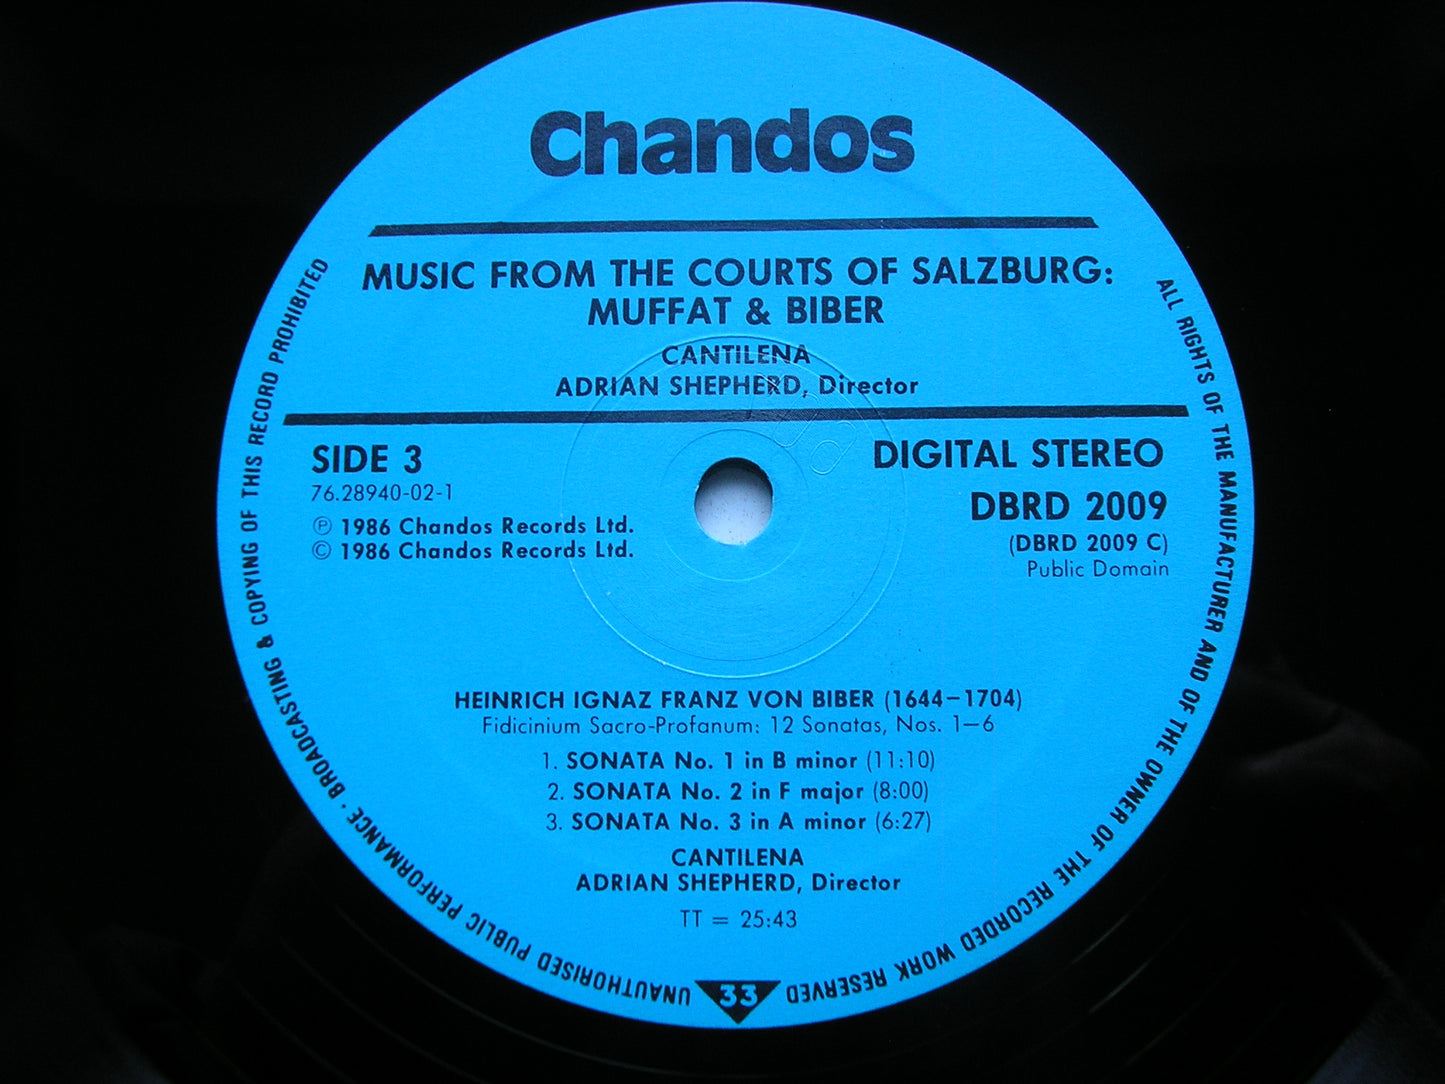 Chandos
MUSIC FROM THE COURTS OF SALZBURG:
MUFFAT & BIBER
CANTILENA
ADRIAN SHEPHERD, Director
SIDE 3
76.28940-02-1
Ⓟ 1986 Chandos Records Ltd.
© 1986 Chandos Records Ltd.
DIGITAL STEREO
DBRD 2009
(DBRD 2009 C)
Public Domain
HEINRICH IGNAZ FRANZ VON BIBER (1644–1704)
Fidicinium Sacro-Profanum: 12 Sonatas, Nos. 1–6
1. SONATA No. 1 in B minor (11:10)
2. SONATA No. 2 in F major (8:00)
3. SONATA No. 3 in A minor (6:27)
CANTILENA
ADRIAN SHEPHERD, Director
TT = 25:43
33
ALL RIGHTS OF THE MANUFACTURER AND OF THE OWNER OF THE RECORDED WORK RESERVED
UNAUTHORISED PUBLIC PERFORMANCE · BROADCASTING & COPYING OF THIS RECORD PROHIBITED